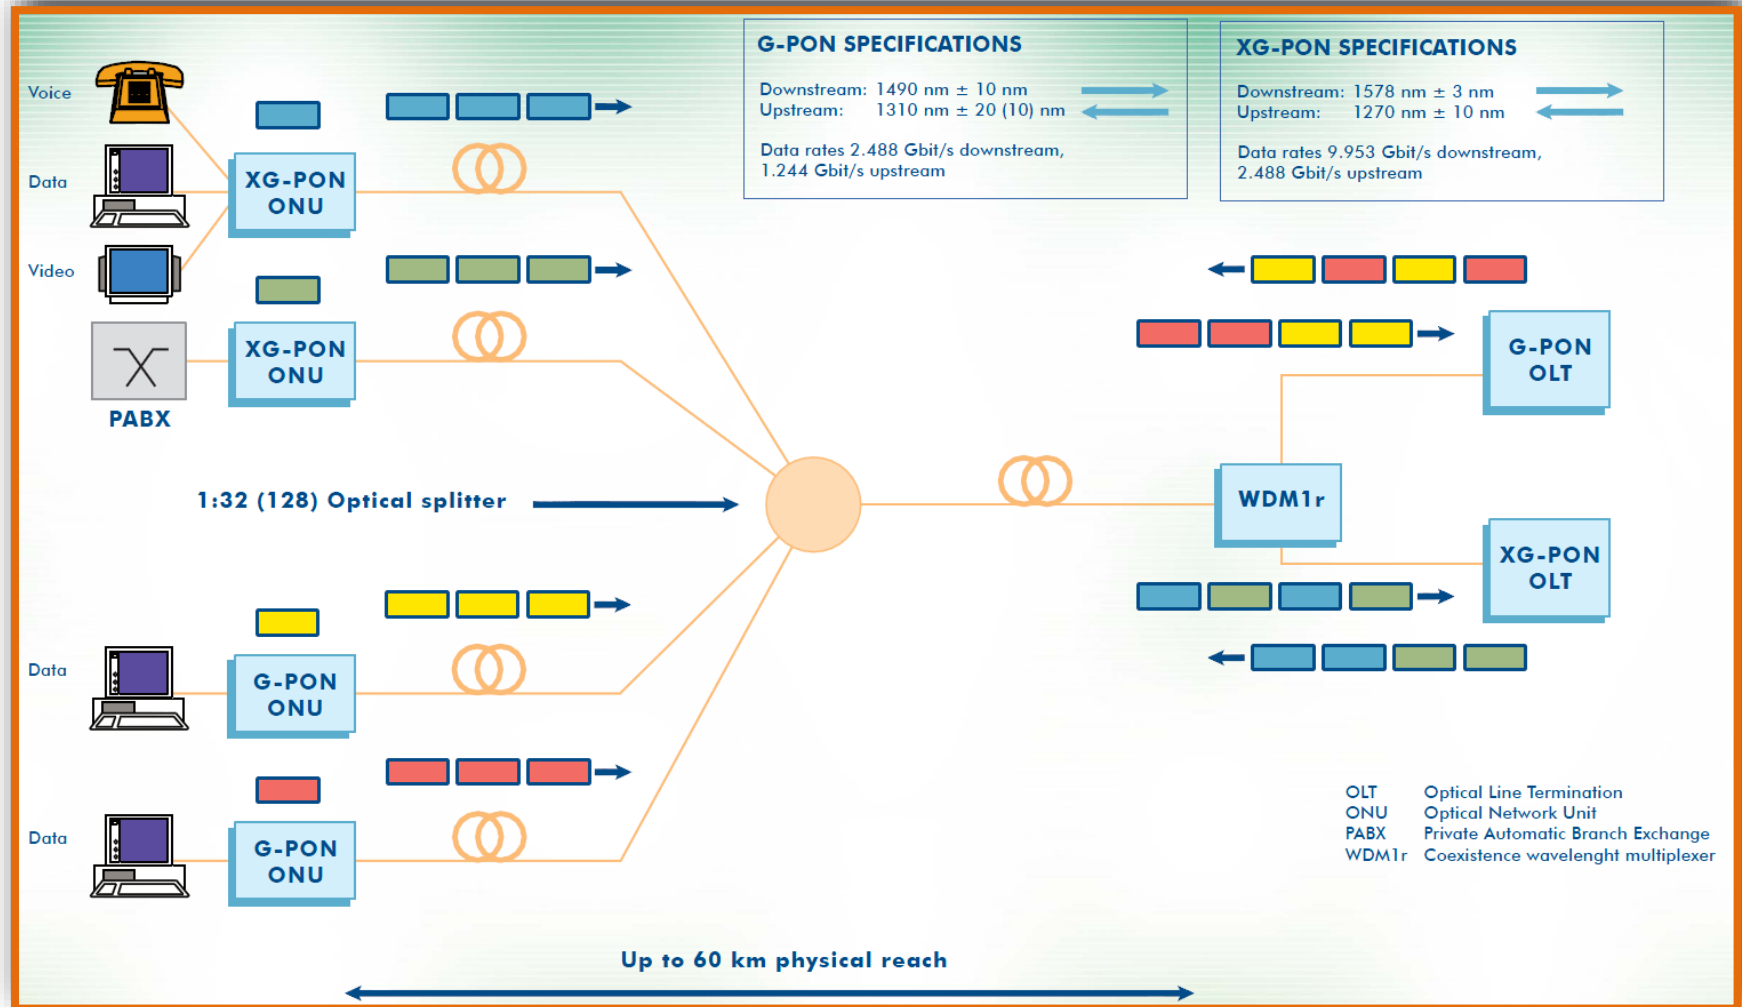 G-PON SPECIFICATIONS
Downstream: 1490 nm ± 10 nm
Upstream: 1310 nm ± 20 (10) nm
Data rates 2.488 Gbit/s downstream,
1.244 Gbit/s upstream
XG-PON SPECIFICATIONS
Downstream: 1578 nm ± 3 nm
Upstream: 1270 nm ± 10 nm
Data rates 9.953 Gbit/s downstream,
2.488 Gbit/s upstream
Voice
Data
XG-PON
ONU
Video
XG-PON
ONU
PABX
G-PON
OLT
1:32 (128) Optical splitter
WDM1r
XG-PON
OLT
Data
G-PON
ONU
Data
G-PON
ONU
OLT Optical Line Termination
ONU Optical Network Unit
PABX Private Automatic Branch Exchange
WDM1r Coexistence wavelenght multiplexer
Up to 60 km physical reach